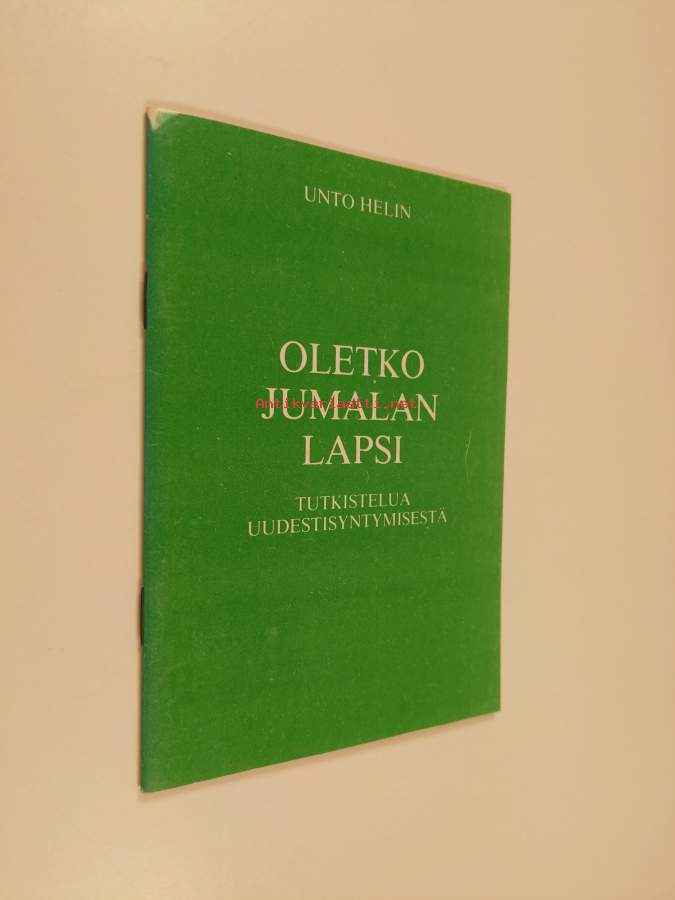 UNTO HELIN
OLETKO
JUMALAN
Antikvariaatti.net
LAPSI
TUTKISTELUA
UUDESTISYNTYMISESTÄ